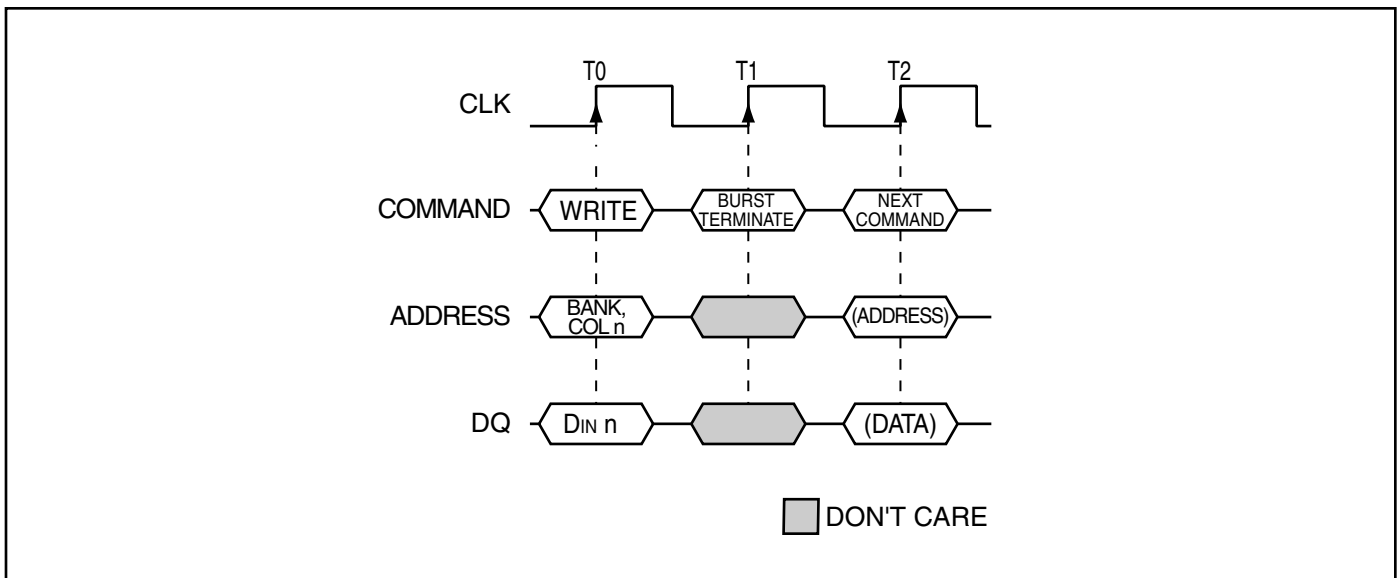 T0 T1 T2
CLK
COMMAND WRITE BURST TERMINATE NEXT COMMAND
ADDRESS BANK, COL n (ADDRESS)
DQ DIN n (DATA)
DON'T CARE